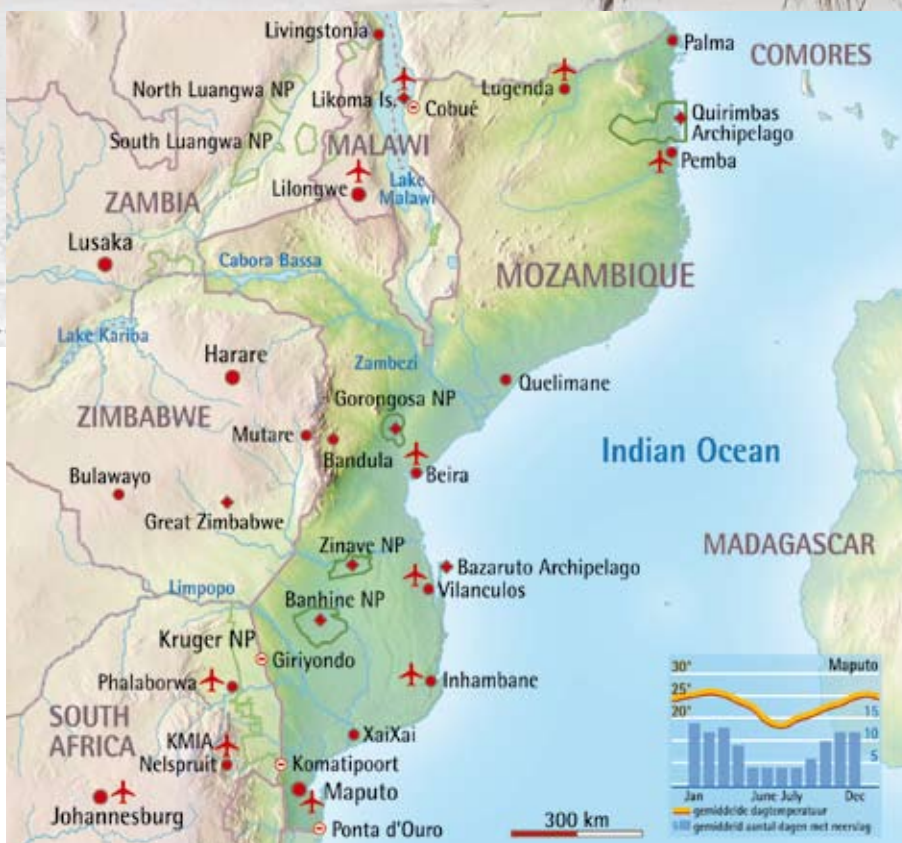 Livingstonia
Palma
COMORES
North Luangwa NP
Lugenda
Likoma Is.
Cobué
Quirimbas
Archipelago
South Luangwa NP
MALAWI
Pemba
Lilongwe
Lake
Malawi
ZAMBIA
Lusaka
Cabora Bassa
MOZAMBIQUE
Lake Kariba
Harare
Zambezi
Quelimane
Gorongosa NP
ZIMBABWE
Mutare
Bandula
Indian Ocean
Beira
Bulawayo
Great Zimbabwe
Zinave NP
MADAGASCAR
Bazaruto Archipelago
Vilanculos
Limpopo
Banhine NP
Kruger NP
Giriyondo
Phalaborwa
Inhambane
SOUTH
AFRICA
XaiXai
KMIA
Nelspruit
Komatipoort
Maputo
Johannesburg
Ponta d'Ouro
300 km
30°
Maputo
25°
20°
15
10
5
Jan
June July
Dec
gemiddelde dagtemperatuur
gemiddeld aantal dagen met neerslag